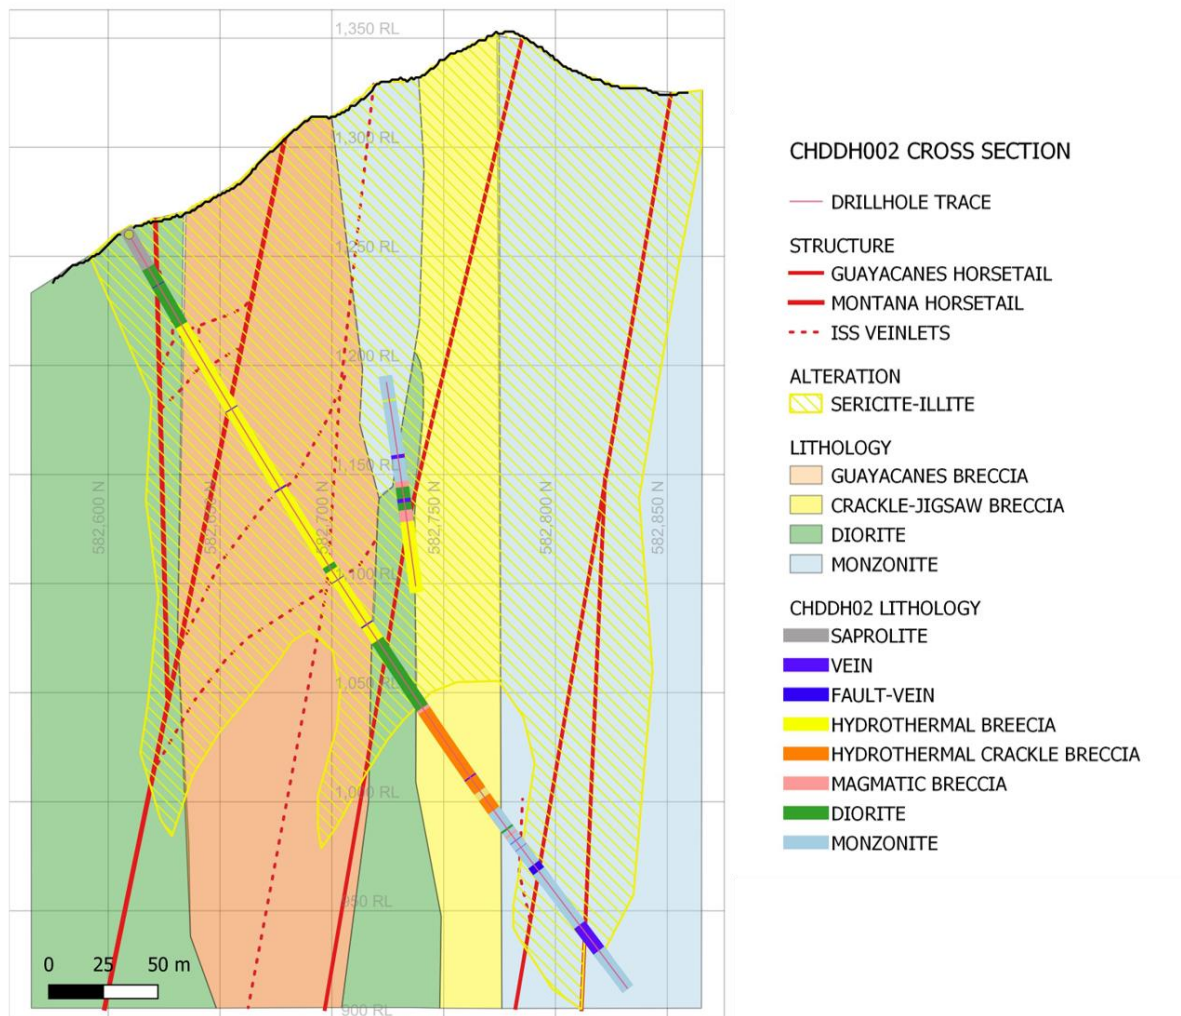 1,350 RL
1,300 RL
1,250 RL
1,200 RL
1,150 RL
1,100 RL
1,050 RL
1,000 RL
950 RL
900 RL
582,600 N
582,650 N
582,700 N
582,750 N
582,800 N
582,850 N
0 25 50 m
CHDDH002 CROSS SECTION
DRILLHOLE TRACE
STRUCTURE
GUAYACANES HORSETAIL
MONTANA HORSETAIL
ISS VEINLETS
ALTERATION
SERICITE-ILLITE
LITHOLOGY
GUAYACANES BRECCIA
CRACKLE-JIGSAW BRECCIA
DIORITE
MONZONITE
CHDDH02 LITHOLOGY
SAPROLITE
VEIN
FAULT-VEIN
HYDROTHERMAL BREECIA
HYDROTHERMAL CRACKLE BRECCIA
MAGMATIC BRECCIA
DIORITE
MONZONITE